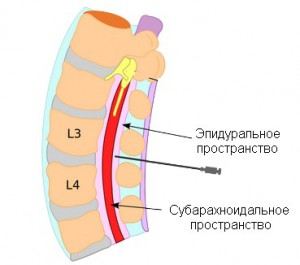 L3
Эпидуральное
пространство
L4
Субарахноидальное
пространство